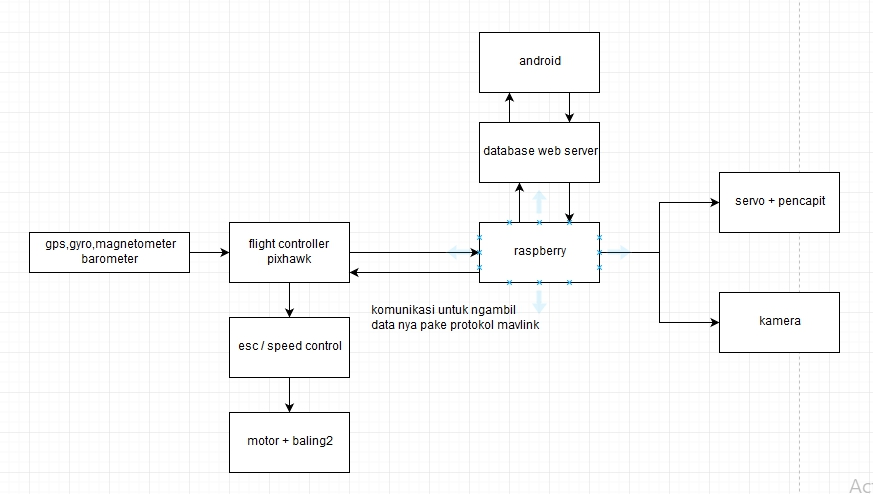 android
database web server
servo + pencapit
gps,gyro,magnetometer
barometer
flight controller
pixhawk
raspberry
komunikasi untuk ngambil
data nya pake protokol mavlink
kamera
esc / speed control
motor + baling2